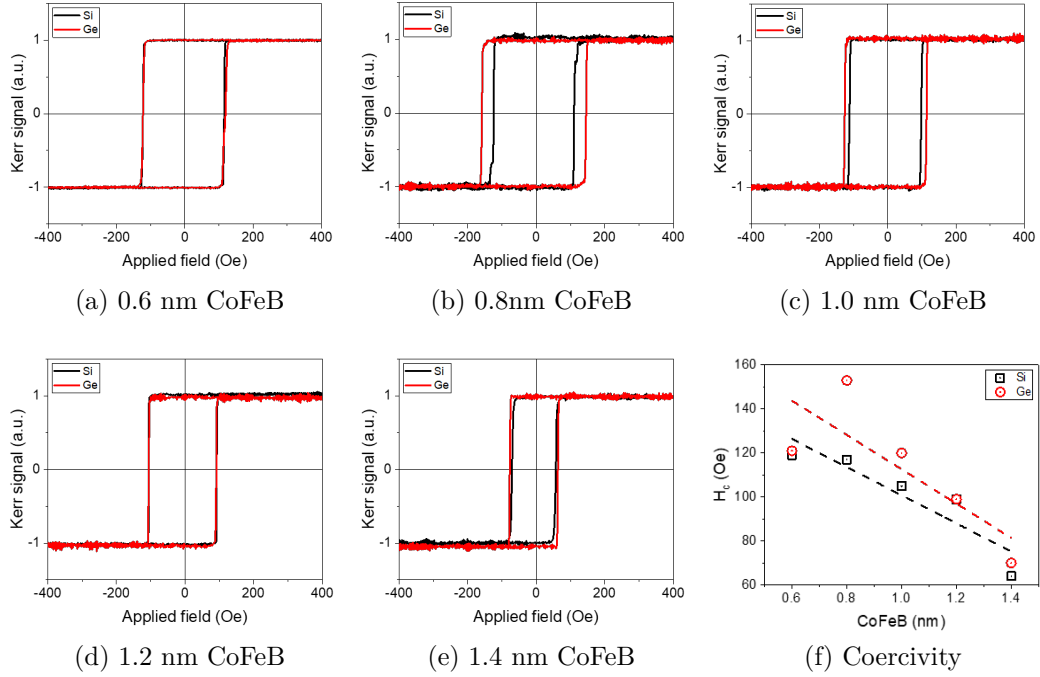 Si
Ge
Kerr signal (a.u.)
1
0
-1
-400 -200 0 200 400
Applied field (Oe)
(a) 0.6 nm CoFeB
Si
Ge
Kerr signal (a.u.)
1
0
-1
-400 -200 0 200 400
Applied field (Oe)
(b) 0.8nm CoFeB
Si
Ge
Kerr signal (a.u.)
1
0
-1
-400 -200 0 200 400
Applied field (Oe)
(c) 1.0 nm CoFeB
Si
Ge
Kerr signal (a.u.)
1
0
-1
-400 -200 0 200 400
Applied field (Oe)
(d) 1.2 nm CoFeB
Si
Ge
Kerr signal (a.u.)
1
0
-1
-400 -200 0 200 400
Applied field (Oe)
(e) 1.4 nm CoFeB
Si
Ge
H_c (Oe)
160
140
120
100
80
60
0.6 0.8 1.0 1.2 1.4
CoFeB (nm)
(f) Coercivity